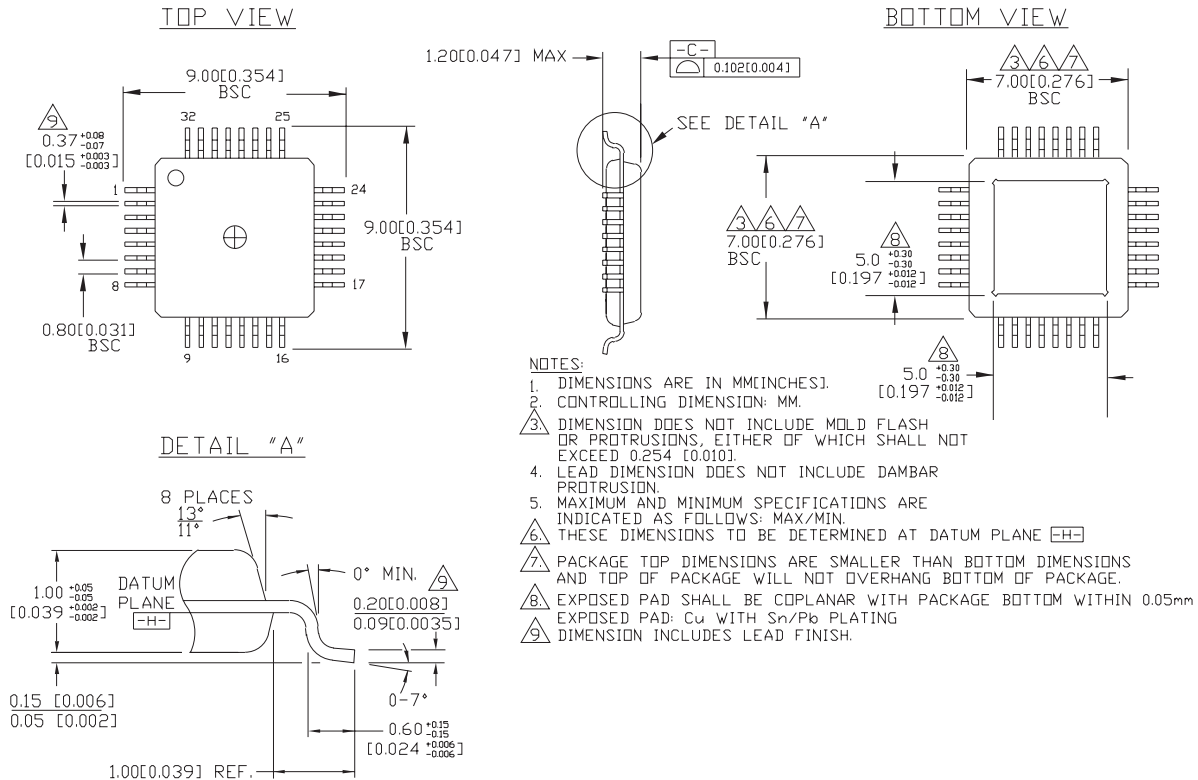 TOP VIEW
9.00[0.354]
BSC
9
0.37 +0.08 -0.07
[0.015 +0.003 -0.003]
32
25
1
24
8
17
9
16
9.00[0.354]
BSC
0.80[0.031]
BSC
1.20[0.047] MAX
-C-
0.102[0.004]
SEE DETAIL "A"
BOTTOM VIEW
3 6 7
7.00[0.276]
BSC
3 6 7
7.00[0.276]
BSC
8
5.0 +0.30 -0.30
[0.197 +0.012 -0.012]
8
5.0 +0.30 -0.30
[0.197 +0.012 -0.012]
NOTES:
1. DIMENSIONS ARE IN MM[INCHES].
2. CONTROLLING DIMENSION: MM.
3. DIMENSION DOES NOT INCLUDE MOLD FLASH
OR PROTRUSIONS, EITHER OF WHICH SHALL NOT
EXCEED 0.254 [0.010].
4. LEAD DIMENSION DOES NOT INCLUDE DAMBAR
PROTRUSION.
5. MAXIMUM AND MINIMUM SPECIFICATIONS ARE
INDICATED AS FOLLOWS: MAX/MIN.
6. THESE DIMENSIONS TO BE DETERMINED AT DATUM PLANE -H-
7. PACKAGE TOP DIMENSIONS ARE SMALLER THAN BOTTOM DIMENSIONS
AND TOP OF PACKAGE WILL NOT OVERHANG BOTTOM OF PACKAGE.
8. EXPOSED PAD SHALL BE COPLANAR WITH PACKAGE BOTTOM WITHIN 0.05mm
EXPOSED PAD: Cu WITH Sn/Pb PLATING
9 DIMENSION INCLUDES LEAD FINISH.
DETAIL "A"
8 PLACES
13°
11°
1.00 +0.05 -0.05
[0.039 +0.002 -0.002]
DATUM
PLANE
-H-
0° MIN.
9
0.20[0.008]
0.09[0.0035]
0.15 [0.006]
0.05 [0.002]
0-7°
0.60 +0.15 -0.15
[0.024 +0.006 -0.006]
1.00[0.039] REF.